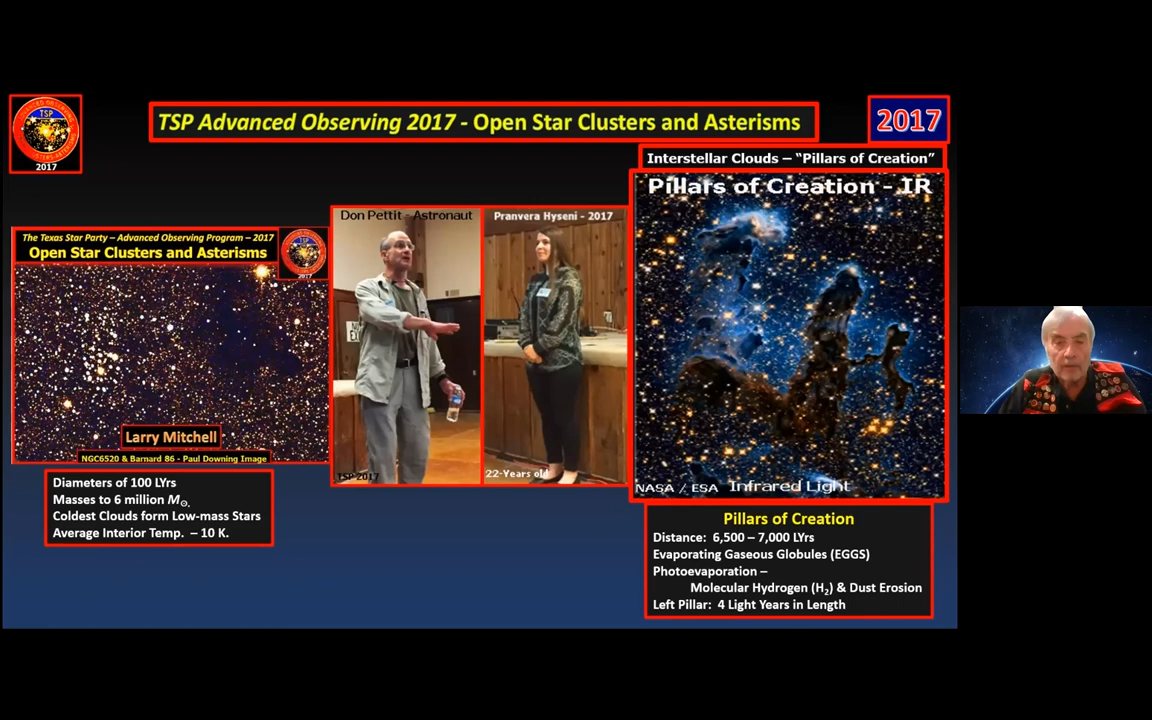 TSP
2017
TSP Advanced Observing 2017 - Open Star Clusters and Asterisms
2017
Interstellar Clouds – “Pillars of Creation”
Pillars of Creation - IR
The Texas Star Party – Advanced Observing Program – 2017
Open Star Clusters and Asterisms
TSP
2017
Don Pettit - Astronaut
Pranvera Hyseni - 2017
Larry Mitchell
NGC6520 & Barnard 86 - Paul Downing Image
TSP 2017
22-Years old
NASA / ESA Infrared Light
Diameters of 100 LYrs
Masses to 6 million M⊙.
Coldest Clouds form Low-mass Stars
Average Interior Temp. – 10 K.
Pillars of Creation
Distance: 6,500 – 7,000 LYrs
Evaporating Gaseous Globules (EGGS)
Photoevaporation –
Molecular Hydrogen (H₂) & Dust Erosion
Left Pillar: 4 Light Years in Length